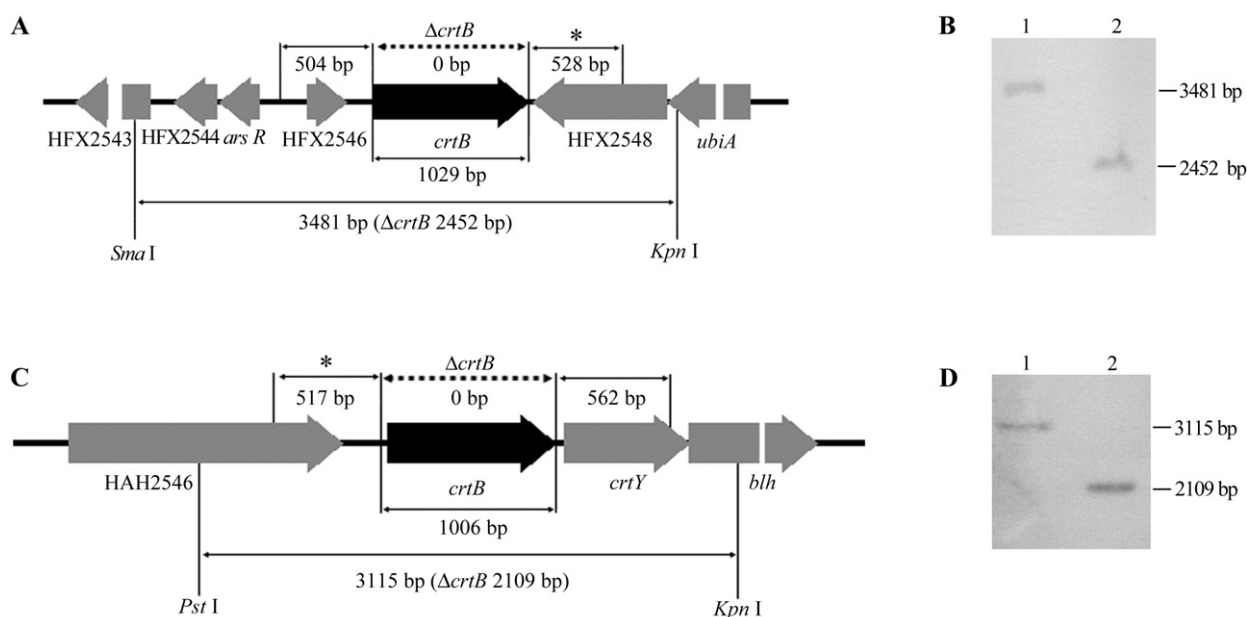 A
ΔcrtB
*
504 bp
0 bp
528 bp
HFX2543
HFX2544
ars R
HFX2546
crtB
HFX2548
ubiA
1029 bp
3481 bp (ΔcrtB 2452 bp)
Sma I
Kpn I
B
1 2
3481 bp
2452 bp
C
*
ΔcrtB
517 bp
0 bp
562 bp
HAH2546
crtB
crtY
blh
1006 bp
3115 bp (ΔcrtB 2109 bp)
Pst I
Kpn I
D
1 2
3115 bp
2109 bp